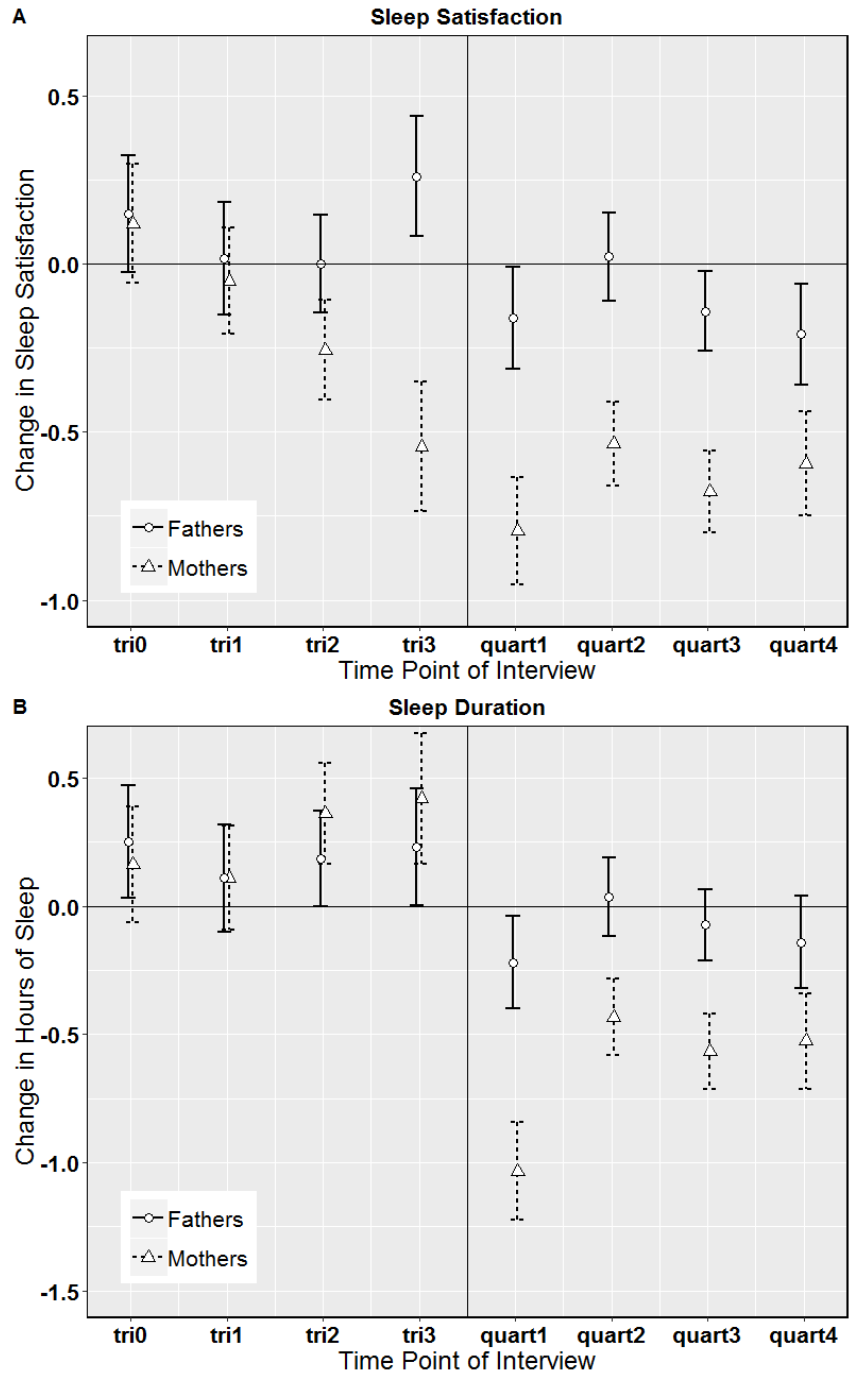 A
Sleep Satisfaction
Change in Sleep Satisfaction
0.5
0.0
-0.5
-1.0
Fathers
Mothers
tri0 tri1 tri2 tri3 quart1 quart2 quart3 quart4
Time Point of Interview
B
Sleep Duration
Change in Hours of Sleep
0.5
0.0
-0.5
-1.0
-1.5
Fathers
Mothers
tri0 tri1 tri2 tri3 quart1 quart2 quart3 quart4
Time Point of Interview